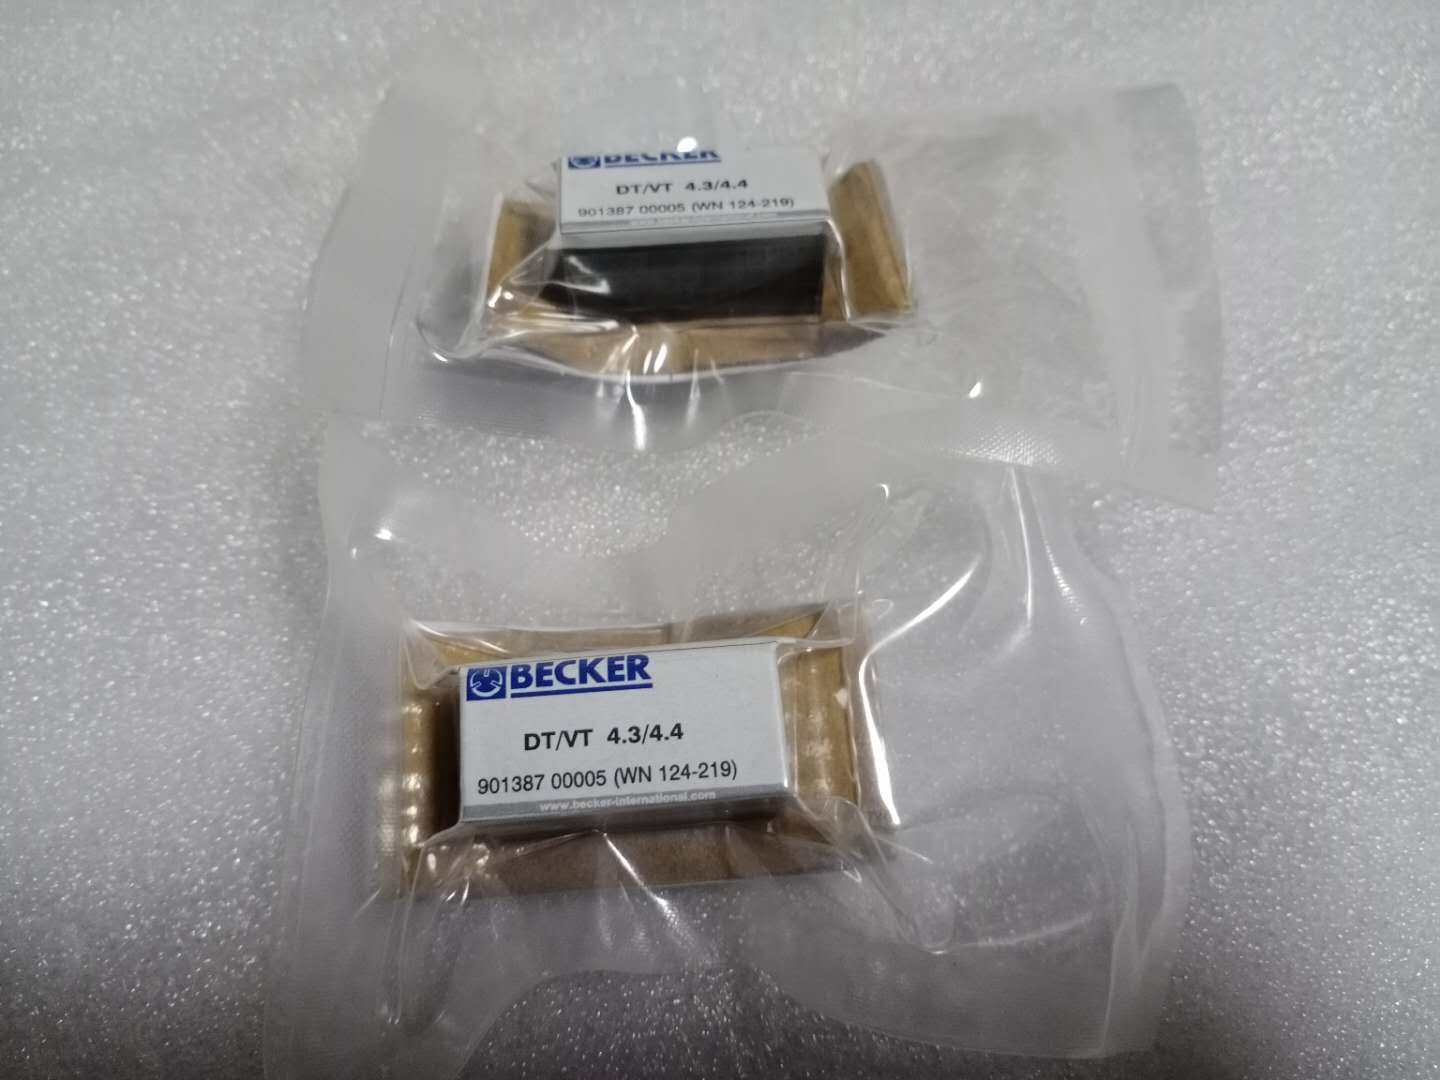 BECKER
DT/VT 4.3/4.4
901387 00005 (WN 124-219)
BECKER
DT/VT 4.3/4.4
901387 00005 (WN 124-219)
www.becker-international.com